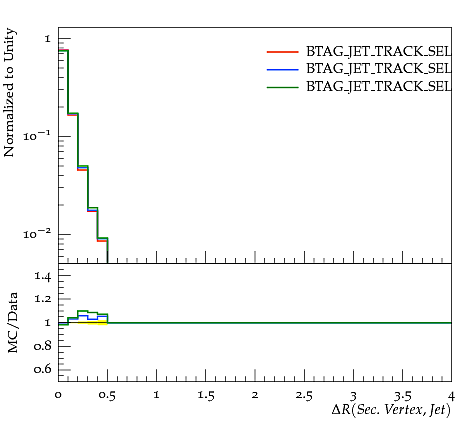 Normalized to Unity
1
10⁻¹
10⁻²
BTAG_JET_TRACK_SEL
BTAG_JET_TRACK_SEL
BTAG_JET_TRACK_SEL
MC/Data
1.4
1.2
1
0.8
0.6
0 0.5 1 1.5 2 2.5 3 3.5 4
ΔR(Sec. Vertex, Jet)